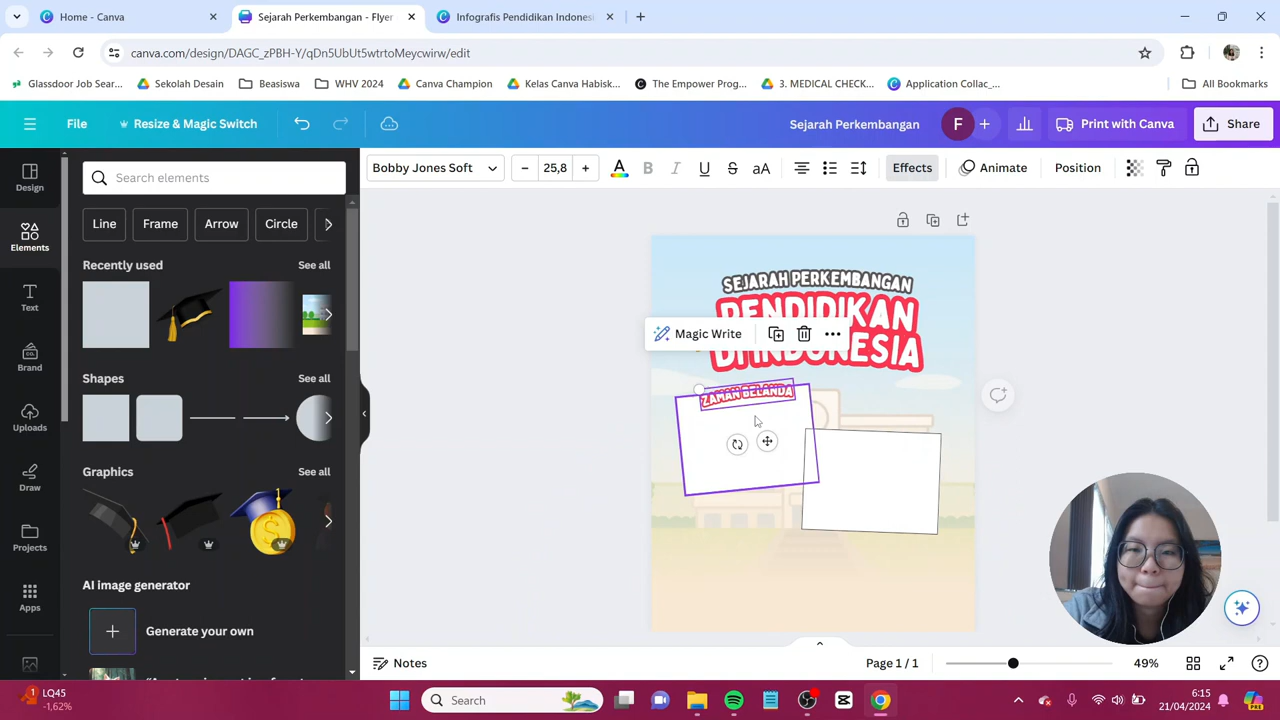 Home - Canva
Sejarah Perkembangan - Flyer
Infografis Pendidikan Indonesi
canva.com/design/DAGC_zPBH-Y/qDn5UbUt5wtrtoMeycwirw/edit
Glassdoor Job Sear...
Sekolah Desain
Beasiswa
WHV 2024
Canva Champion
Kelas Canva Habisk...
The Empower Prog...
3. MEDICAL CHECK...
Application Collac_...
All Bookmarks
File
Resize & Magic Switch
Sejarah Perkembangan
F
Print with Canva
Share
Design
Elements
Text
Brand
Uploads
Draw
Projects
Apps
Search elements
Line
Frame
Arrow
Circle
Recently used
See all
Shapes
See all
Graphics
See all
AI image generator
Generate your own
Bobby Jones Soft
25,8
B
I
U
S
aA
Effects
Animate
Position
SEJARAH PERKEMBANGAN
PENDIDIKAN
DI INDONESIA
Magic Write
ZAMAN BELANDA
Notes
Page 1 / 1
49%
1
LQ45
-1,62%
Search
6:15
21/04/2024